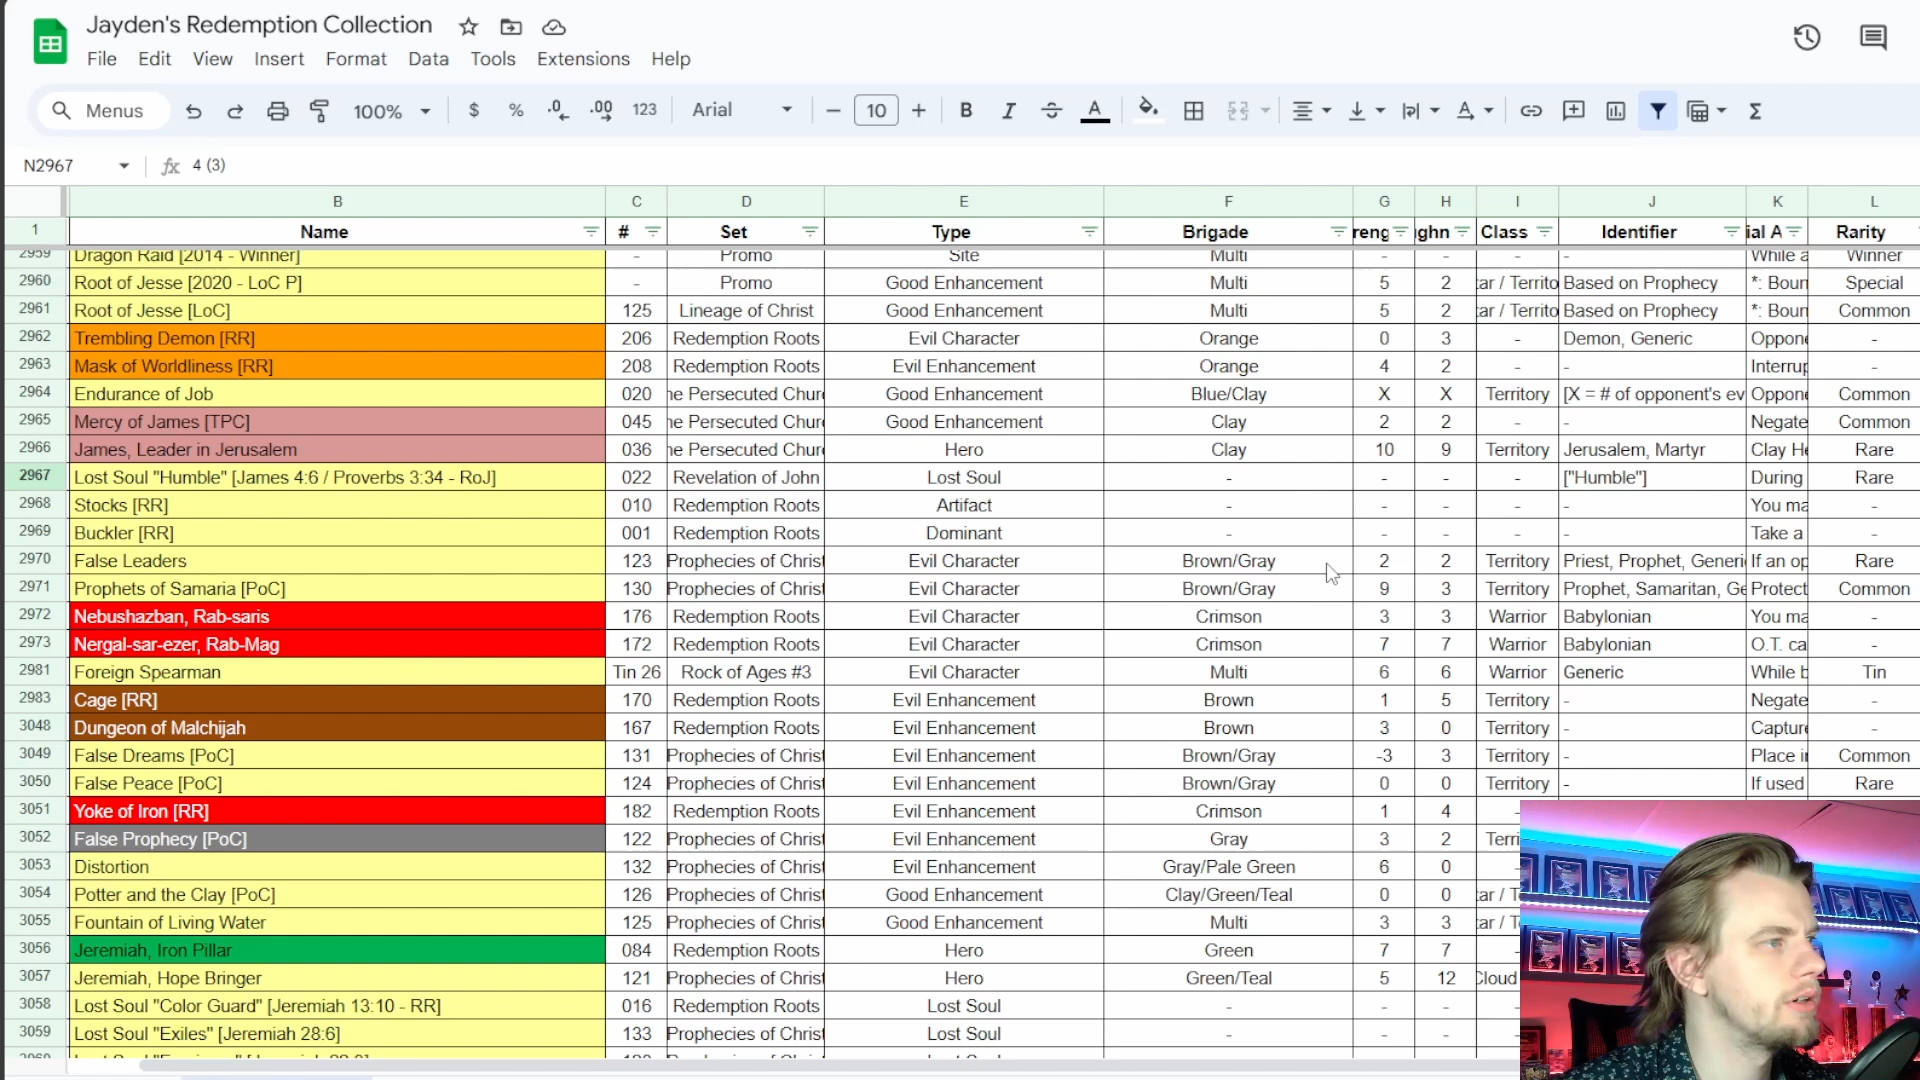 Jayden's Redemption Collection
File Edit View Insert Format Data Tools Extensions Help
Menus 100% $ % .0 .00 123 Arial 10 B I A
N2967 fx 4 (3)
B C D E F G H I J K L
1 Name # Set Type Brigade reng ughn Class Identifier ial A Rarity
2959 Dragon Raid [2014 - Winner] - Promo Site Multi - - - - While a Winner
2960 Root of Jesse [2020 - LoC P] - Promo Good Enhancement Multi 5 2 tar / Territo Based on Prophecy *: Boun Special
2961 Root of Jesse [LoC] 125 Lineage of Christ Good Enhancement Multi 5 2 tar / Territo Based on Prophecy *: Boun Common
2962 Trembling Demon [RR] 206 Redemption Roots Evil Character Orange 0 3 - Demon, Generic Oppone -
2963 Mask of Worldliness [RR] 208 Redemption Roots Evil Enhancement Orange 4 2 - - Interrup -
2964 Endurance of Job 020 he Persecuted Chur Good Enhancement Blue/Clay X X Territory [X = # of opponent's ev Oppone Common
2965 Mercy of James [TPC] 045 he Persecuted Chur Good Enhancement Clay 2 2 - - Negate Common
2966 James, Leader in Jerusalem 036 he Persecuted Chur Hero Clay 10 9 Territory Jerusalem, Martyr Clay He Rare
2967 Lost Soul "Humble" [James 4:6 / Proverbs 3:34 - RoJ] 022 Revelation of John Lost Soul - - - - ["Humble"] During Rare
2968 Stocks [RR] 010 Redemption Roots Artifact - - - - - You ma -
2969 Buckler [RR] 001 Redemption Roots Dominant - - - - - Take a -
2970 False Leaders 123 Prophecies of Christ Evil Character Brown/Gray 2 2 Territory Priest, Prophet, Generi If an op Rare
2971 Prophets of Samaria [PoC] 130 Prophecies of Christ Evil Character Brown/Gray 9 3 Territory Prophet, Samaritan, Ge Protect Common
2972 Nebushazban, Rab-saris 176 Redemption Roots Evil Character Crimson 3 3 Warrior Babylonian You ma -
2973 Nergal-sar-ezer, Rab-Mag 172 Redemption Roots Evil Character Crimson 7 7 Warrior Babylonian O.T. ca -
2981 Foreign Spearman Tin 26 Rock of Ages #3 Evil Character Multi 6 6 Warrior Generic While b Tin
2983 Cage [RR] 170 Redemption Roots Evil Enhancement Brown 1 5 Territory - Negate -
3048 Dungeon of Malchijah 167 Redemption Roots Evil Enhancement Brown 3 0 Territory - Capture -
3049 False Dreams [PoC] 131 Prophecies of Christ Evil Enhancement Brown/Gray -3 3 Territory - Place in Common
3050 False Peace [PoC] 124 Prophecies of Christ Evil Enhancement Brown/Gray 0 0 Territory - If used Rare
3051 Yoke of Iron [RR] 182 Redemption Roots Evil Enhancement Crimson 1 4 -
3052 False Prophecy [PoC] 122 Prophecies of Christ Evil Enhancement Gray 3 2 Terri
3053 Distortion 132 Prophecies of Christ Evil Enhancement Gray/Pale Green 6 0 -
3054 Potter and the Clay [PoC] 126 Prophecies of Christ Good Enhancement Clay/Green/Teal 0 0 tar / T
3055 Fountain of Living Water 125 Prophecies of Christ Good Enhancement Multi 3 3 tar / T
3056 Jeremiah, Iron Pillar 084 Redemption Roots Hero Green 7 7 -
3057 Jeremiah, Hope Bringer 121 Prophecies of Christ Hero Green/Teal 5 12 Cloud
3058 Lost Soul "Color Guard" [Jeremiah 13:10 - RR] 016 Redemption Roots Lost Soul - - -
3059 Lost Soul "Exiles" [Jeremiah 28:6] 133 Prophecies of Christ Lost Soul - - -